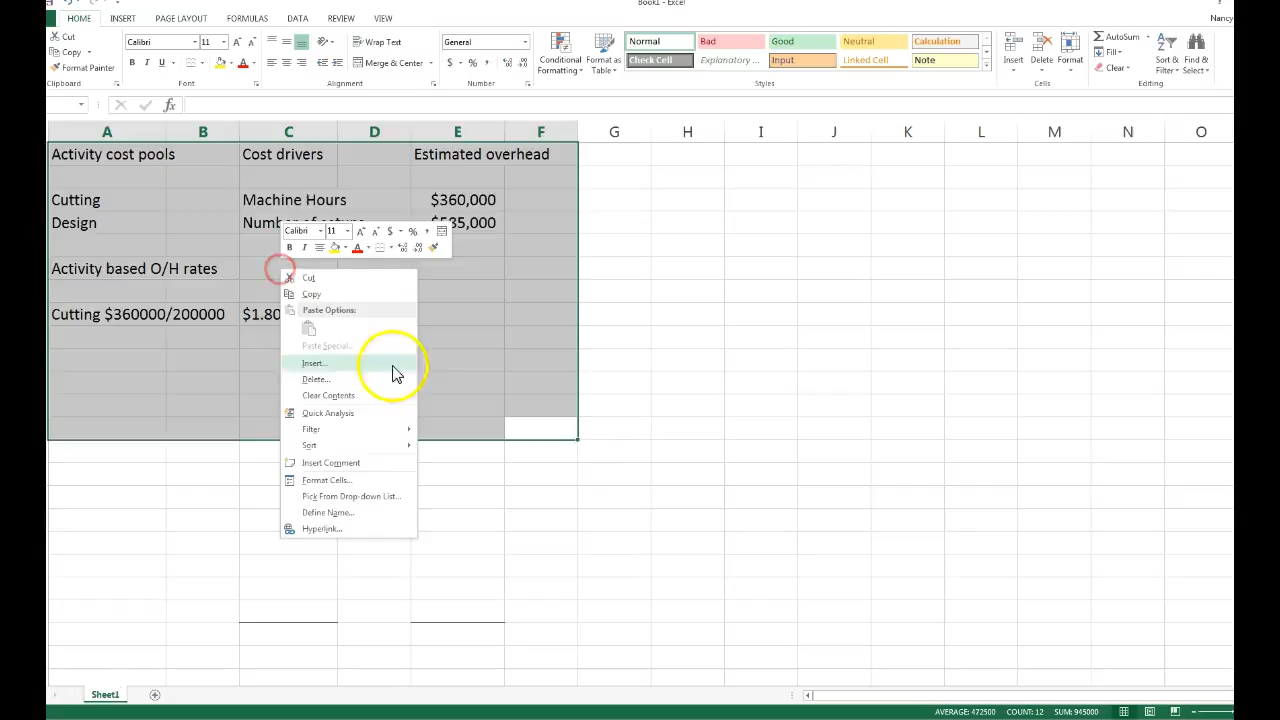 Book1 - Excel
?
HOME INSERT PAGE LAYOUT FORMULAS DATA REVIEW VIEW
Nancy
Cut
Copy
Format Painter
Clipboard
Calibri 11
B I U
Font
Wrap Text
Merge & Center
Alignment
General
$ % ,
Number
Conditional Formatting
Format as Table
Normal Bad Good Neutral Calculation
Check Cell Explanatory ... Input Linked Cell Note
Styles
Insert Delete Format
Cells
AutoSum
Fill
Clear
Sort & Filter
Find & Select
Editing
fx
A B C D E F G H I J K L M N O
Activity cost pools Cost drivers Estimated overhead
Cutting Machine Hours $360,000
Design Number of setups
Calibri 11 A A $ % ,
B I A
Activity based O/H rates
Cutting $360000/200000 $1.80
Cut
Copy
Paste Options:
Paste Special...
Insert...
Delete...
Clear Contents
Quick Analysis
Filter
Sort
Insert Comment
Format Cells...
Pick From Drop-down List...
Define Name...
Hyperlink...
Sheet1
AVERAGE: 472500 COUNT: 12 SUM: 945000